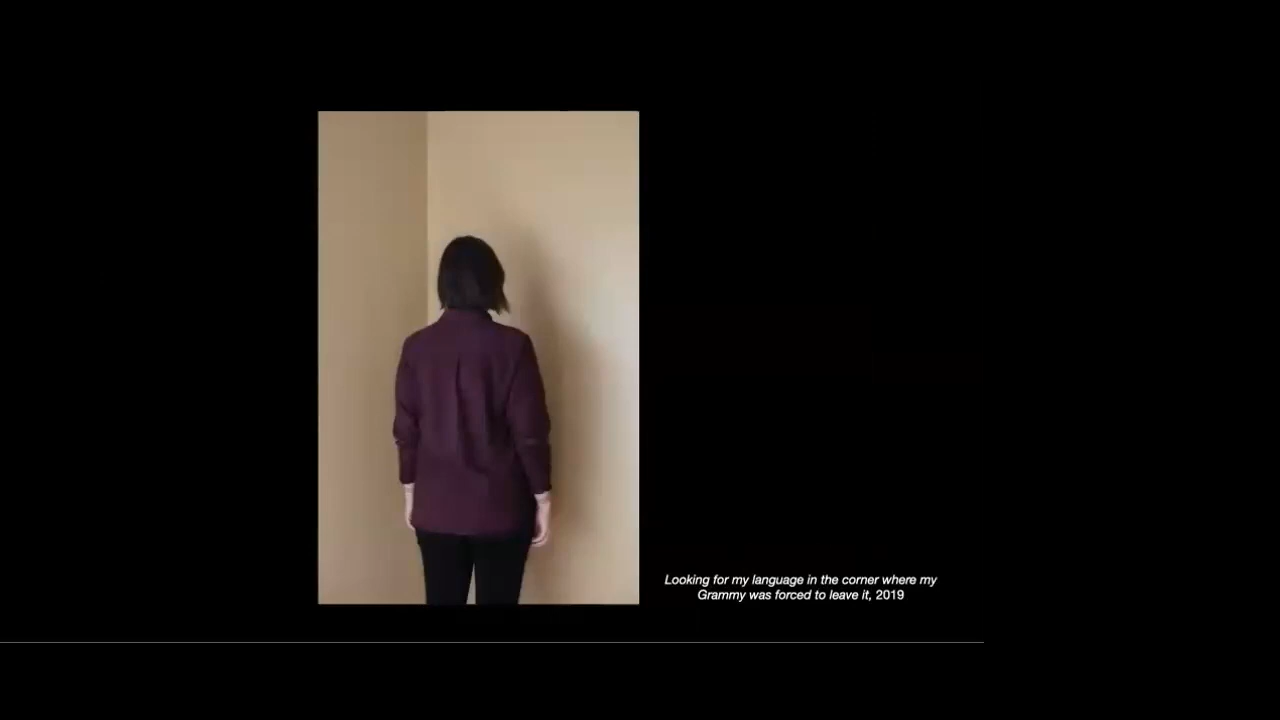 Looking for my language in the corner where my
Grammy was forced to leave it, 2019